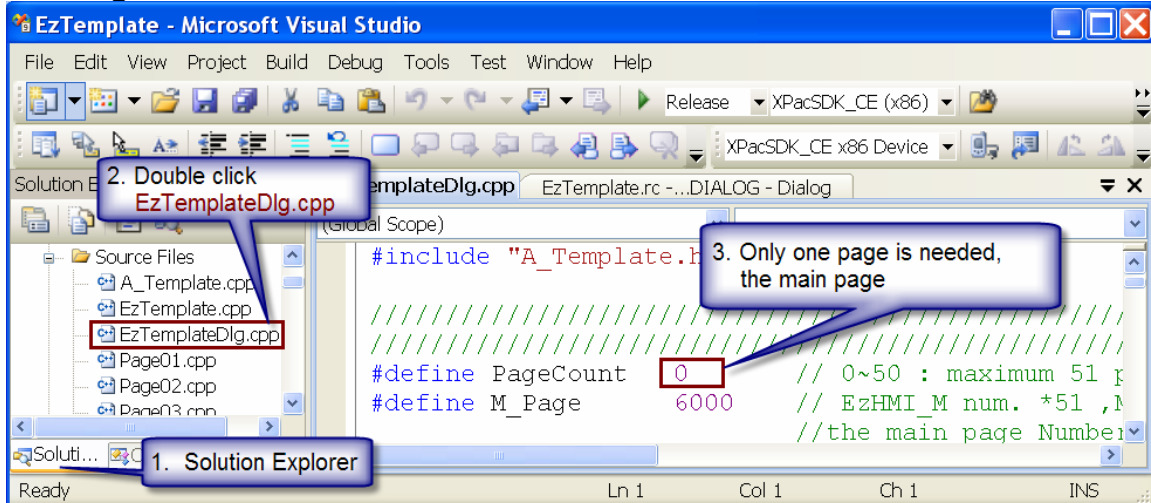 EzTemplate - Microsoft Visual Studio
File Edit View Project Build Debug Tools Test Window Help
Release XPacSDK_CE (x86)
XPacSDK_CE x86 Device
Solution E
2. Double click
EzTemplateDlg.cpp
emplateDlg.cpp EzTemplate.rc -...DIALOG - Dialog
(Global Scope)
Source Files
A_Template.cpp
EzTemplate.cpp
EzTemplateDlg.cpp
Page01.cpp
Page02.cpp
Page03.cpp
#include "A_Template.h
3. Only one page is needed,
the main page
#define PageCount 0 // 0~50 : maximum 51 p
#define M_Page 6000 // EzHMI_M num. *51 ,M
//the main page Number
Soluti...
1. Solution Explorer
Ready Ln 1 Col 1 Ch 1 INS